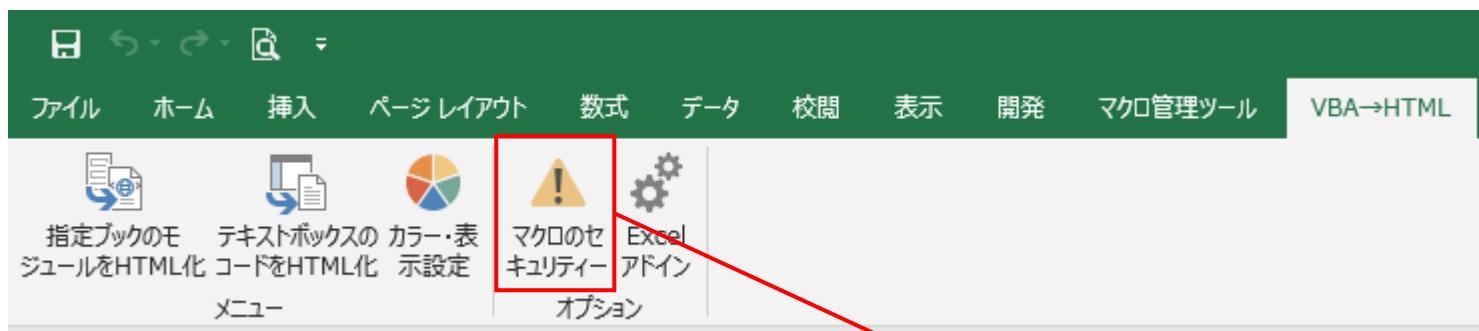 ファイル ホーム 挿入 ページ レイアウト 数式 データ 校閲 表示 開発 マクロ管理ツール VBA→HTML
指定ブックのモ
ジュールをHTML化
テキストボックスの
コードをHTML化
カラー・表
示設定
マクロのセ
キュリティー
Excel
アドイン
メニュー
オプション